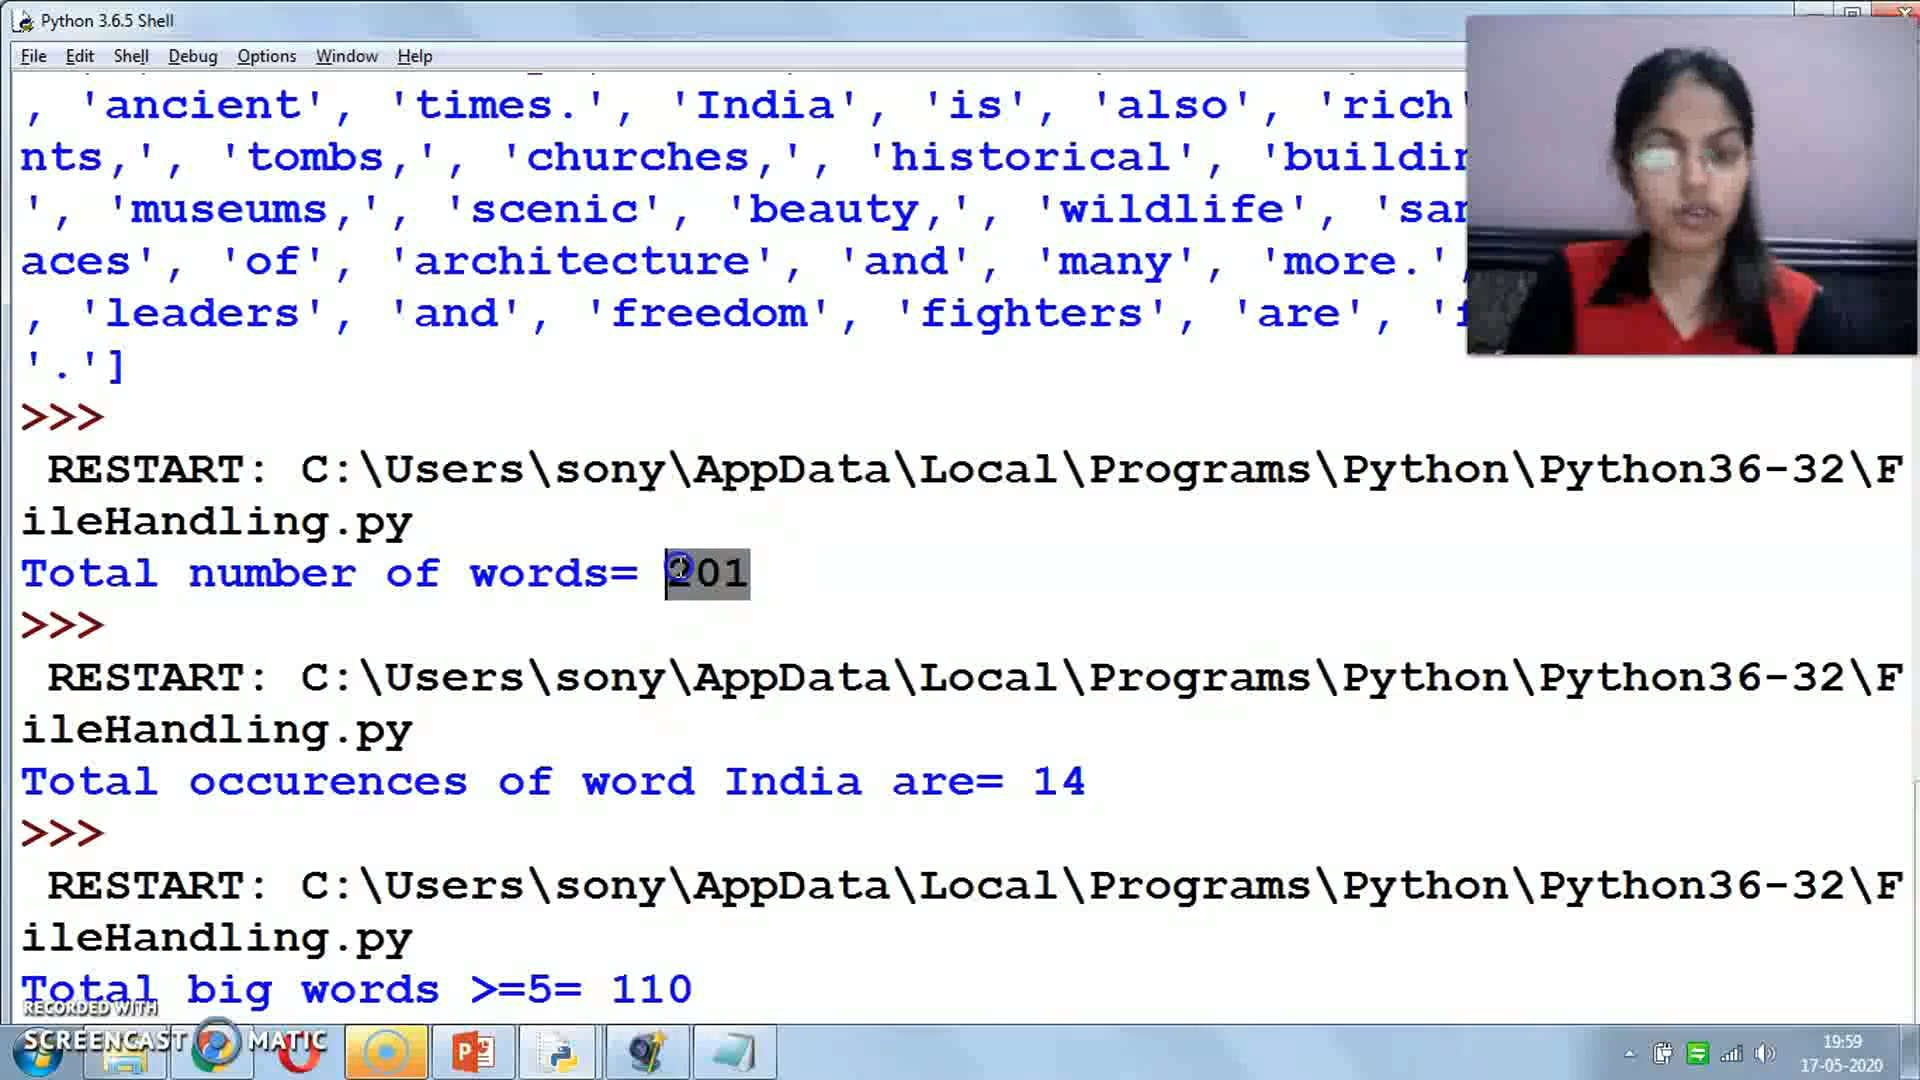 Python 3.6.5 Shell
File Edit Shell Debug Options Window Help
, 'ancient', 'times.', 'India', 'is', 'also', 'rich'
nts,', 'tombs,', 'churches,', 'historical', 'buildin
', 'museums,', 'scenic', 'beauty,', 'wildlife', 'san
aces', 'of', 'architecture', 'and', 'many', 'more.',
, 'leaders', 'and', 'freedom', 'fighters', 'are', '
'.']
>>>
RESTART: C:\Users\sony\AppData\Local\Programs\Python\Python36-32\F
ileHandling.py
Total number of words= 201
>>>
RESTART: C:\Users\sony\AppData\Local\Programs\Python\Python36-32\F
ileHandling.py
Total occurences of word India are= 14
>>>
RESTART: C:\Users\sony\AppData\Local\Programs\Python\Python36-32\F
ileHandling.py
Total big words >=5= 110
RECORDED WITH
SCREENCAST MATIC
19:59
17-05-2020